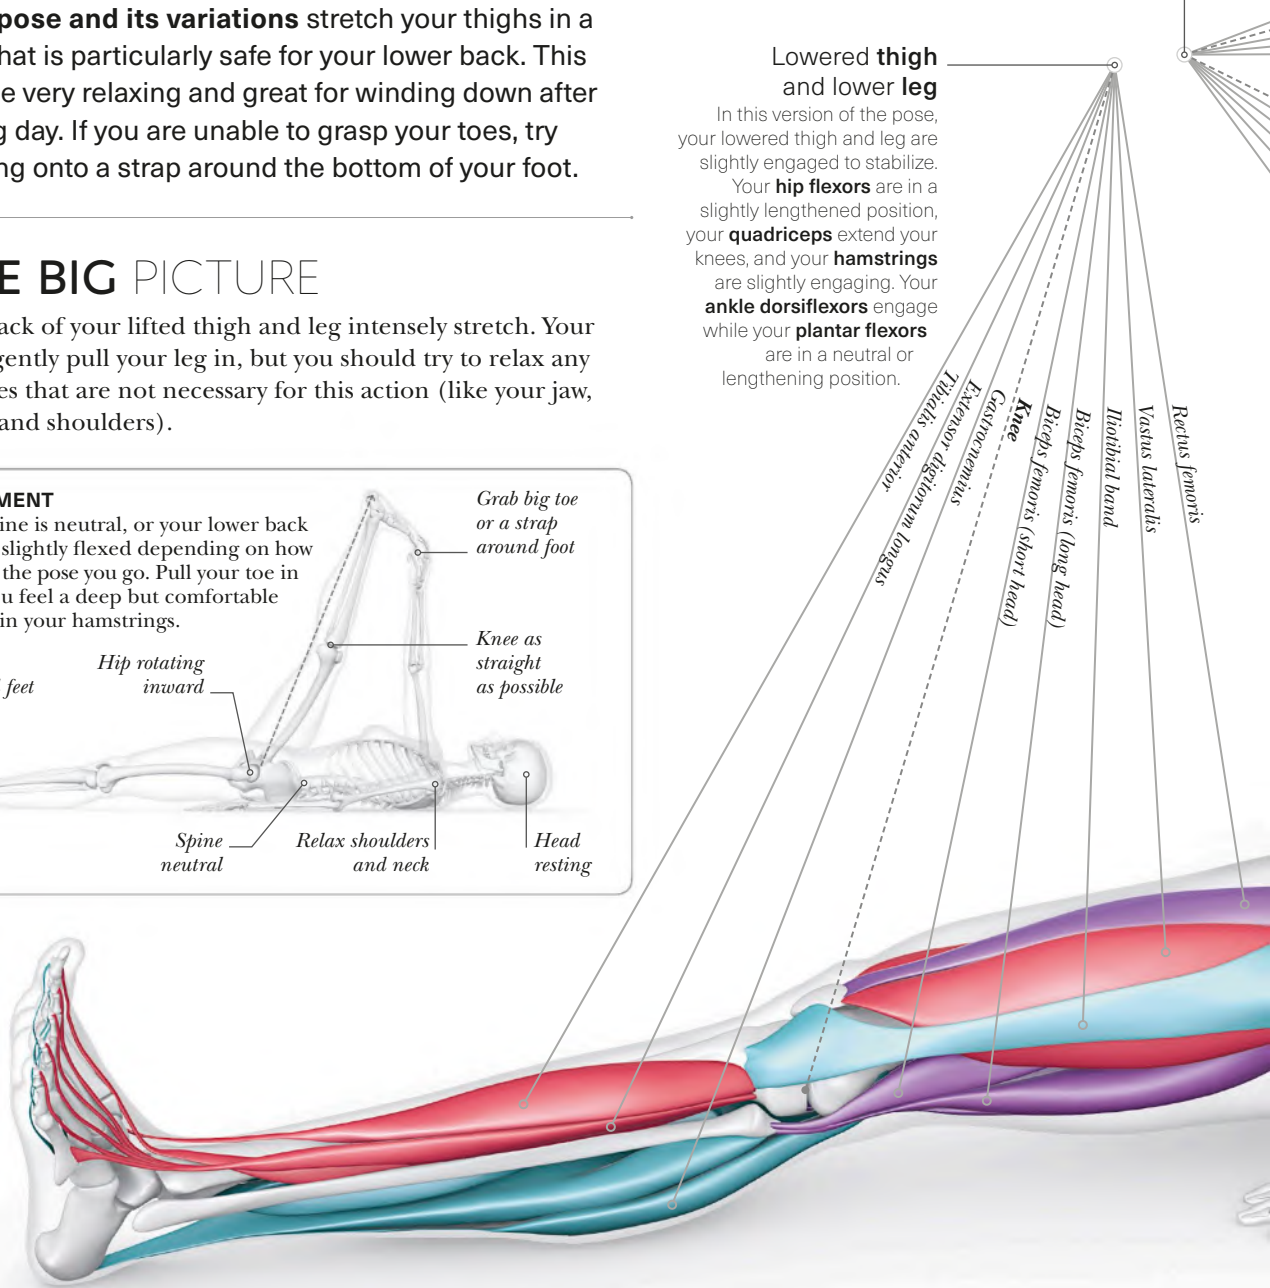 pose and its variations stretch your thighs in a
hat is particularly safe for your lower back. This
e very relaxing and great for winding down after
g day. If you are unable to grasp your toes, try
ng onto a strap around the bottom of your foot.
E BIG PICTURE
ack of your lifted thigh and leg intensely stretch. Your
gently pull your leg in, but you should try to relax any
es that are not necessary for this action (like your jaw,
and shoulders).
MENT
ine is neutral, or your lower back
slightly flexed depending on how
the pose you go. Pull your toe in
u feel a deep but comfortable
in your hamstrings.
Grab big toe
or a strap
around foot
Knee as
straight
as possible
Hip rotating
inward
feet
Spine
neutral
Relax shoulders
and neck
Head
resting
Lowered thigh
and lower leg
In this version of the pose,
your lowered thigh and leg are
slightly engaged to stabilize.
Your hip flexors are in a
slightly lengthened position,
your quadriceps extend your
knees, and your hamstrings
are slightly engaging. Your
ankle dorsiflexors engage
while your plantar flexors
are in a neutral or
lengthening position.
Tibialis anterior
Extensor digitorum longus
Gastrocnemius
Knee
Biceps femoris (short head)
Biceps femoris (long head)
Iliotibial band
Vastus lateralis
Rectus femoris